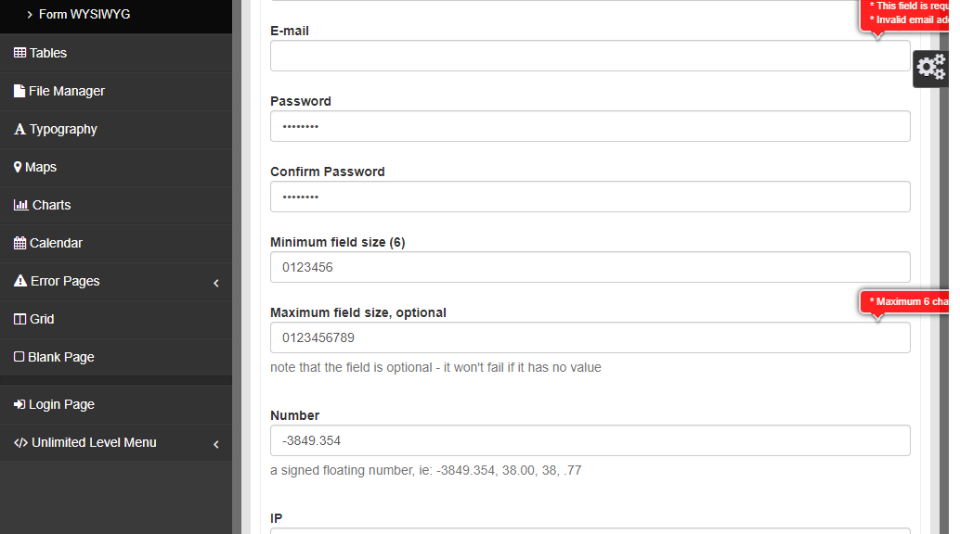 Form WYSIWYG
Tables
File Manager
Typography
Maps
Charts
Calendar
Error Pages
Grid
Blank Page
Login Page
Unlimited Level Menu
* This field is requ
* Invalid email ad
E-mail
Password
••••••••
Confirm Password
••••••••
Minimum field size (6)
0123456
* Maximum 6 cha
Maximum field size, optional
0123456789
note that the field is optional - it won't fail if it has no value
Number
-3849.354
a signed floating number, ie: -3849.354, 38.00, 38, .77
IP